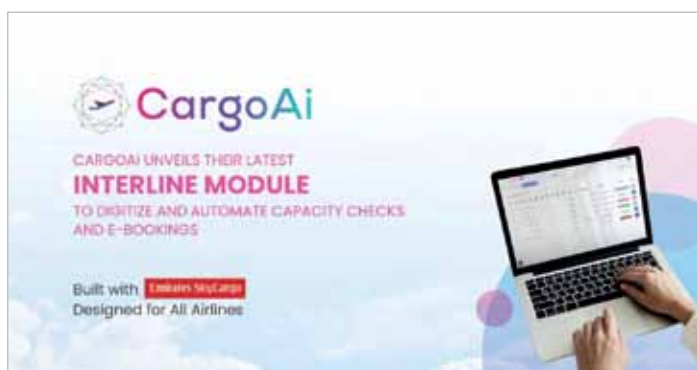 CargoAi
CARGOAI UNVEILS THEIR LATEST
INTERLINE MODULE
TO DIGITIZE AND AUTOMATE CAPACITY CHECKS
AND E-BOOKINGS
Built with Emirates SkyCargo
Designed for All Airlines